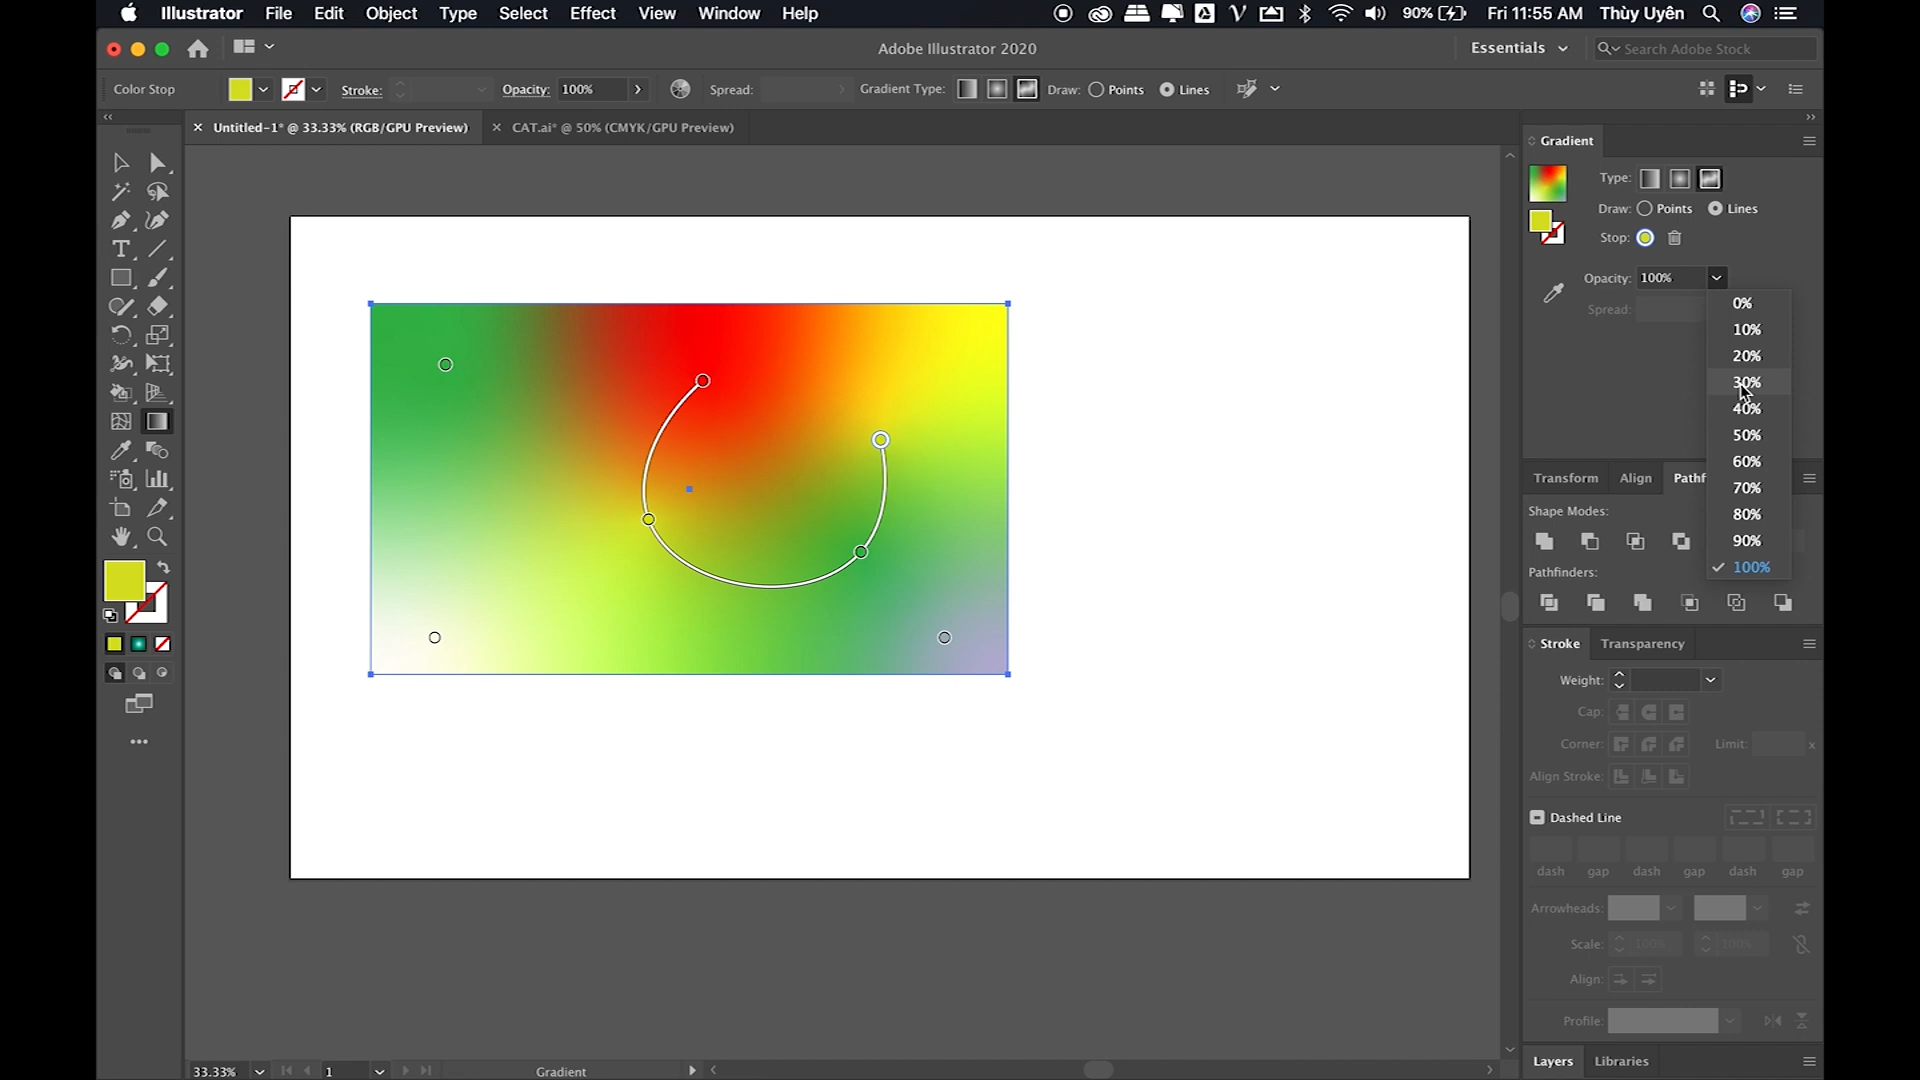 Illustrator File Edit Object Type Select Effect View Window Help 90% Fri 11:55 AM Thùy Uyên
Adobe Illustrator 2020 Essentials Search Adobe Stock
Color Stop Stroke: Opacity: 100% Spread: Gradient Type: Draw: Points Lines
Untitled-1* @ 33.33% (RGB/GPU Preview) CAT.ai* @ 50% (CMYK/GPU Preview)
Gradient
Type:
Draw: Points Lines
Stop:
Opacity: 100%
Spread:
0%
10%
20%
30%
40%
50%
60%
70%
80%
90%
100%
Transform Align Pathf
Shape Modes:
Pathfinders:
Stroke Transparency
Weight:
Cap:
Corner: Limit: x
Align Stroke:
Dashed Line
dash gap dash gap dash gap
Arrowheads:
Scale: 100% 100%
Align:
Profile:
Layers Libraries
33.33% 1 Gradient